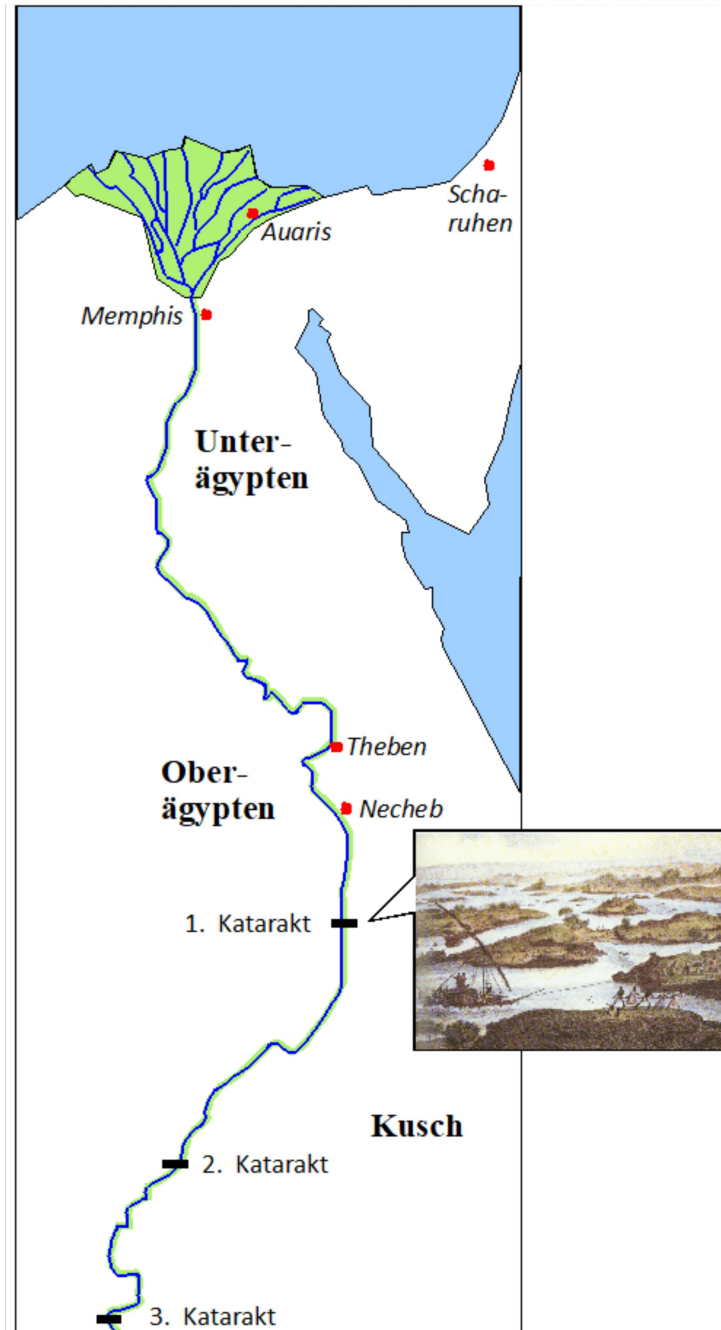 Scha-
ruhen
Auaris
Memphis
Unter-
ägypten
Theben
Ober-
ägypten
Necheb
1. Katarakt
Kusch
2. Katarakt
3. Katarakt